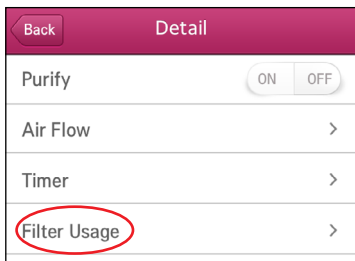 Back
Detail
Purify ON OFF
Air Flow
Timer
Filter Usage